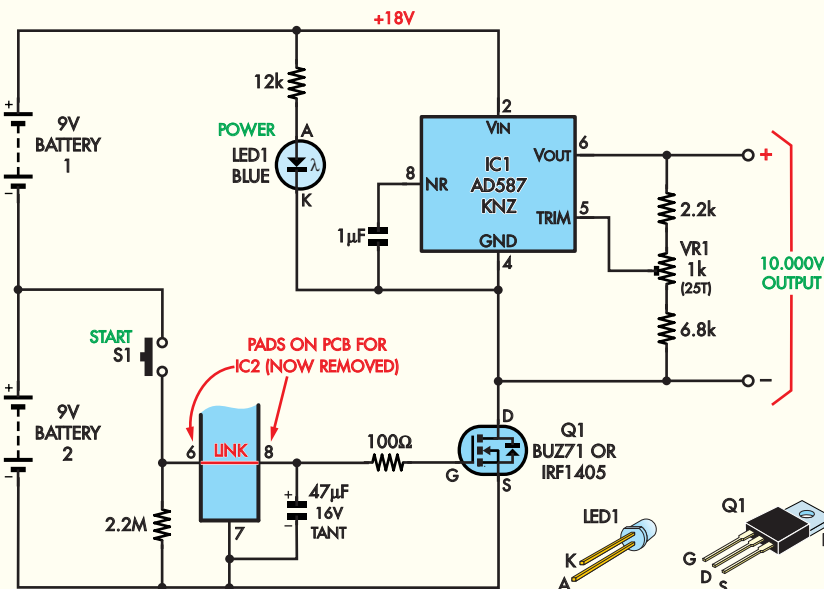 +18V
12k
+
9V
BATTERY
1
−
POWER
A
LED1
BLUE
λ
K
2
VIN
VOUT
6
IC1
AD587
KNZ
8
NR
TRIM
5
GND
4
1µF
+
2.2k
VR1
1k
(25T)
6.8k
10.000V
OUTPUT
−
START
S1
PADS ON PCB FOR
IC2 (NOW REMOVED)
+
9V
BATTERY
2
−
6
LINK
8
7
2.2M
+
47µF
16V
TANT
−
100Ω
G
D
S
Q1
BUZ71 OR
IRF1405
LED1
K
A
Q1
G
D
S